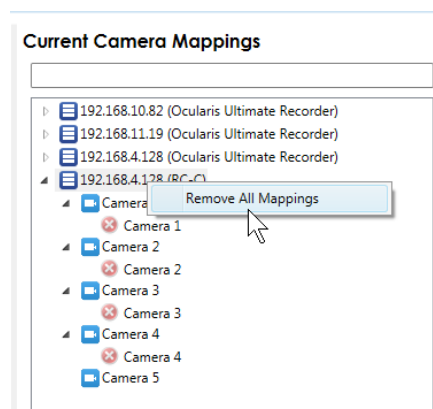 Current Camera Mappings
192.168.10.82 (Ocularis Ultimate Recorder)
192.168.11.19 (Ocularis Ultimate Recorder)
192.168.4.128 (Ocularis Ultimate Recorder)
192.168.4.128 (RC-C)
Remove All Mappings
Camera
Camera 1
Camera 2
Camera 2
Camera 3
Camera 3
Camera 4
Camera 4
Camera 5